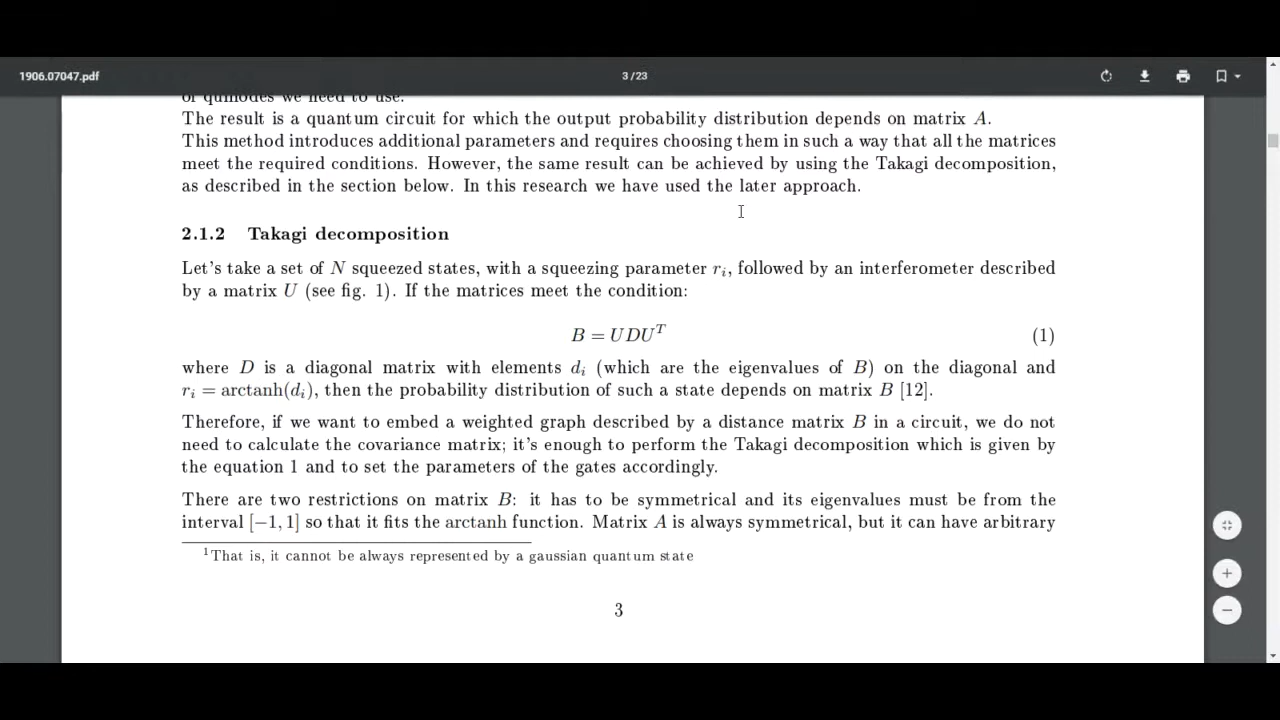 1906.07047.pdf
3 / 23
of qumodes we need to use.
The result is a quantum circuit for which the output probability distribution depends on matrix A.
This method introduces additional parameters and requires choosing them in such a way that all the matrices
meet the required conditions. However, the same result can be achieved by using the Takagi decomposition,
as described in the section below. In this research we have used the later approach.
2.1.2 Takagi decomposition
Let's take a set of N squeezed states, with a squeezing parameter rᵢ, followed by an interferometer described
by a matrix U (see fig. 1). If the matrices meet the condition:
B = UDUᵀ (1)
where D is a diagonal matrix with elements dᵢ (which are the eigenvalues of B) on the diagonal and
rᵢ = arctanh(dᵢ), then the probability distribution of such a state depends on matrix B [12].
Therefore, if we want to embed a weighted graph described by a distance matrix B in a circuit, we do not
need to calculate the covariance matrix; it's enough to perform the Takagi decomposition which is given by
the equation 1 and to set the parameters of the gates accordingly.
There are two restrictions on matrix B: it has to be symmetrical and its eigenvalues must be from the
interval [−1, 1] so that it fits the arctanh function. Matrix A is always symmetrical, but it can have arbitrary
¹That is, it cannot be always represented by a gaussian quantum state
3